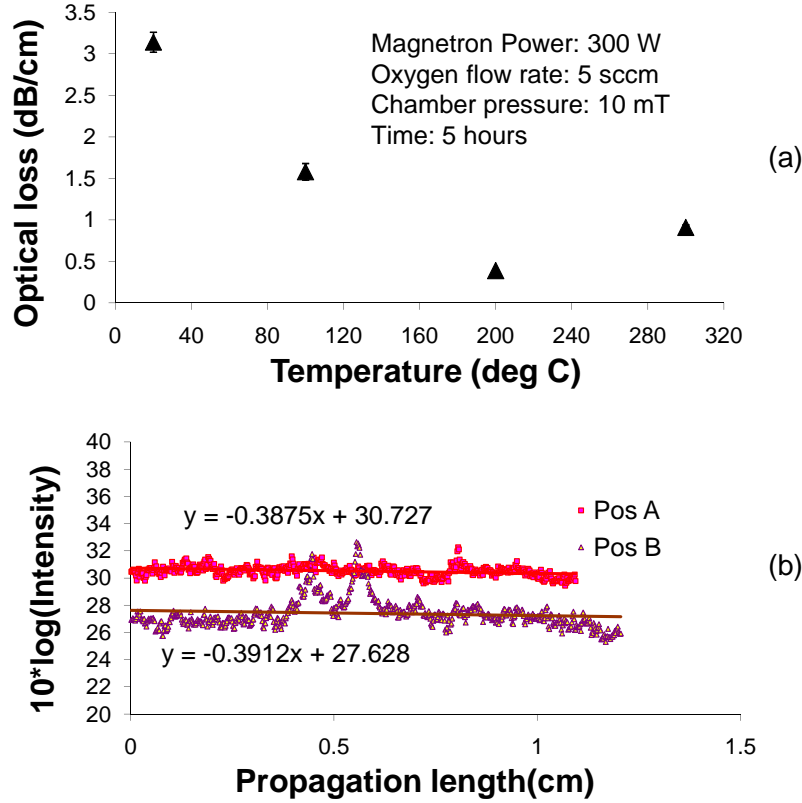 3.5
3
2.5
2
1.5
1
0.5
0
Optical loss (dB/cm)
Magnetron Power: 300 W
Oxygen flow rate: 5 sccm
Chamber pressure: 10 mT
Time: 5 hours
(a)
0 40 80 120 160 200 240 280 320
Temperature (deg C)
40
38
36
34
32
30
28
26
24
22
20
10*log(Intensity)
y = -0.3875x + 30.727
Pos A
Pos B
(b)
y = -0.3912x + 27.628
0 0.5 1 1.5
Propagation length(cm)